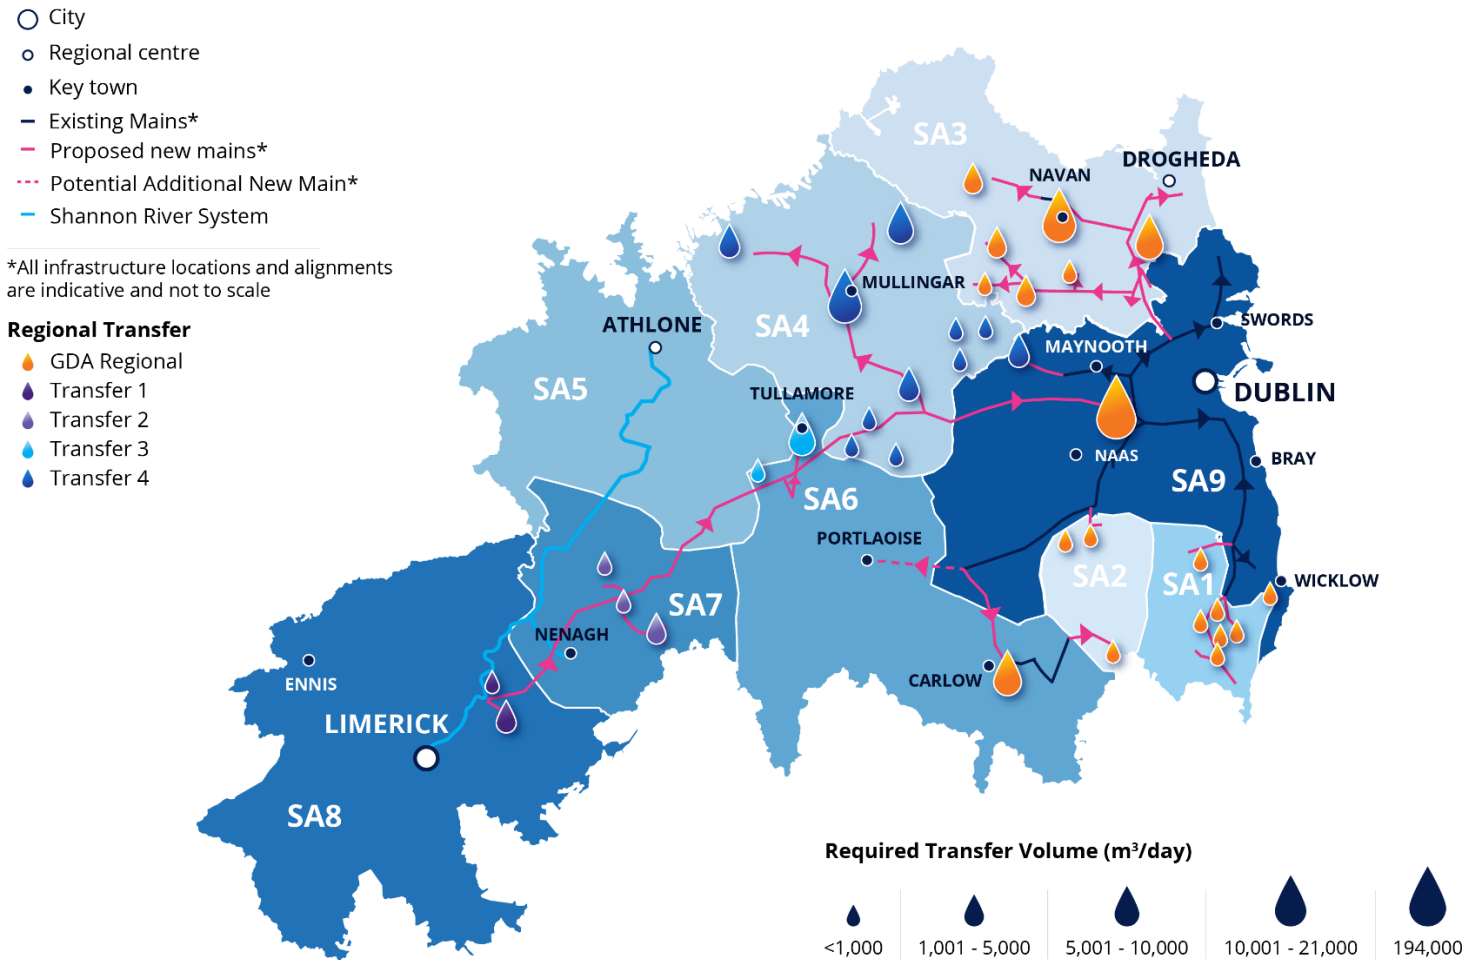 City
Regional centre
Key town
Existing Mains*
Proposed new mains*
Potential Additional New Main*
Shannon River System
*All infrastructure locations and alignments
are indicative and not to scale
Regional Transfer
GDA Regional
Transfer 1
Transfer 2
Transfer 3
Transfer 4
SA3
DROGHEDA
NAVAN
MULLINGAR
ATHLONE
SA4
SWORDS
MAYNOOTH
SA5
TULLAMORE
DUBLIN
NAAS
BRAY
SA9
SA6
PORTLAOISE
SA2
SA1
WICKLOW
SA7
NENAGH
ENNIS
CARLOW
LIMERICK
SA8
Required Transfer Volume (m³/day)
<1,000
1,001 - 5,000
5,001 - 10,000
10,001 - 21,000
194,000